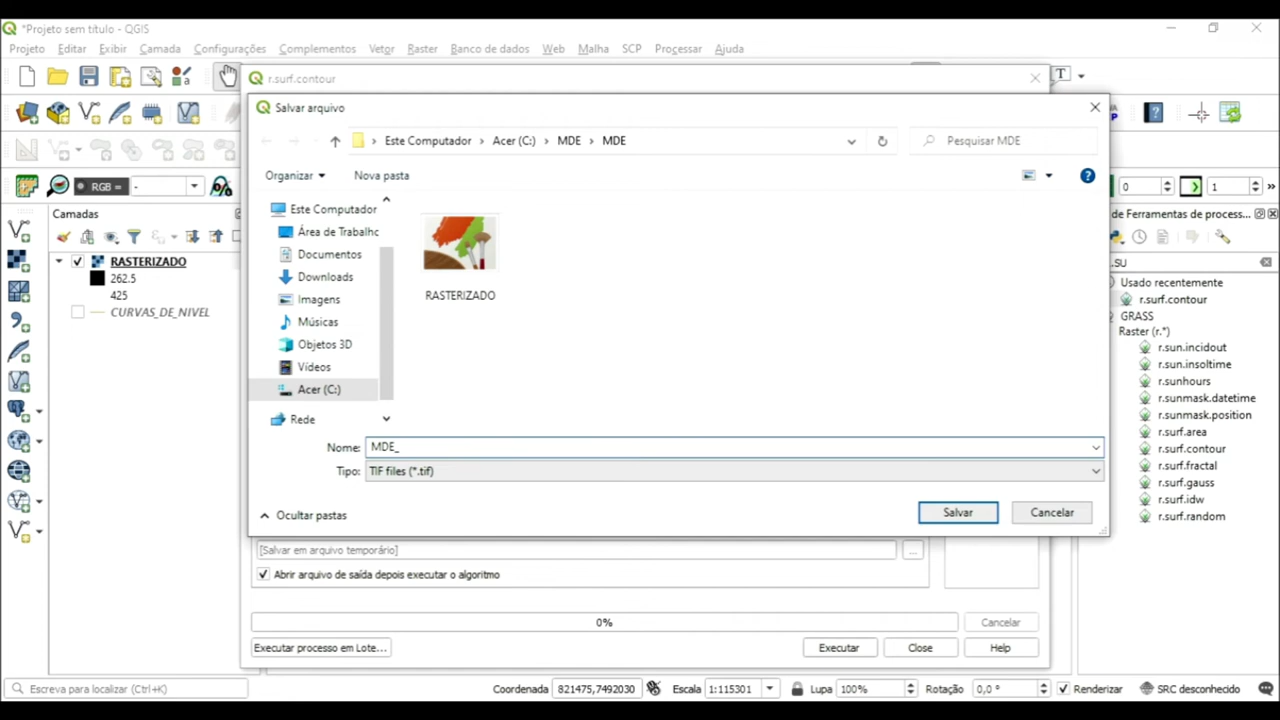 *Projeto sem título - QGIS
Projeto Editar Exibir Camada Configurações Complementos Vetor Raster Banco de dados Web Malha SCP Processar Ajuda
r.surf.contour
T
Salvar arquivo
Este Computador > Acer (C:) > MDE > MDE
Pesquisar MDE
Organizar
Nova pasta
RGB =
-
0
1
»
Camadas
de Ferramentas de process...
.SU
RASTERIZADO
262.5
425
CURVAS_DE_NIVEL
Este Computador
Área de Trabalho
Documentos
Downloads
Imagens
Músicas
Objetos 3D
Vídeos
Acer (C:)
Rede
RASTERIZADO
Nome: MDE_
Tipo: TIF files (*.tif)
Ocultar pastas
Salvar
Cancelar
Usado recentemente
r.surf.contour
GRASS
Raster (r.*)
r.sun.incidout
r.sun.insoltime
r.sunhours
r.sunmask.datetime
r.sunmask.position
r.surf.area
r.surf.contour
r.surf.fractal
r.surf.gauss
r.surf.idw
r.surf.random
[Salvar em arquivo temporário]
...
Abrir arquivo de saída depois executar o algoritmo
0%
Cancelar
Executar processo em Lote...
Executar
Close
Help
Escreva para localizar (Ctrl+K)
Coordenada 821475,7492030
Escala 1:115301
Lupa 100%
Rotação 0,0 °
Renderizar
SRC desconhecido